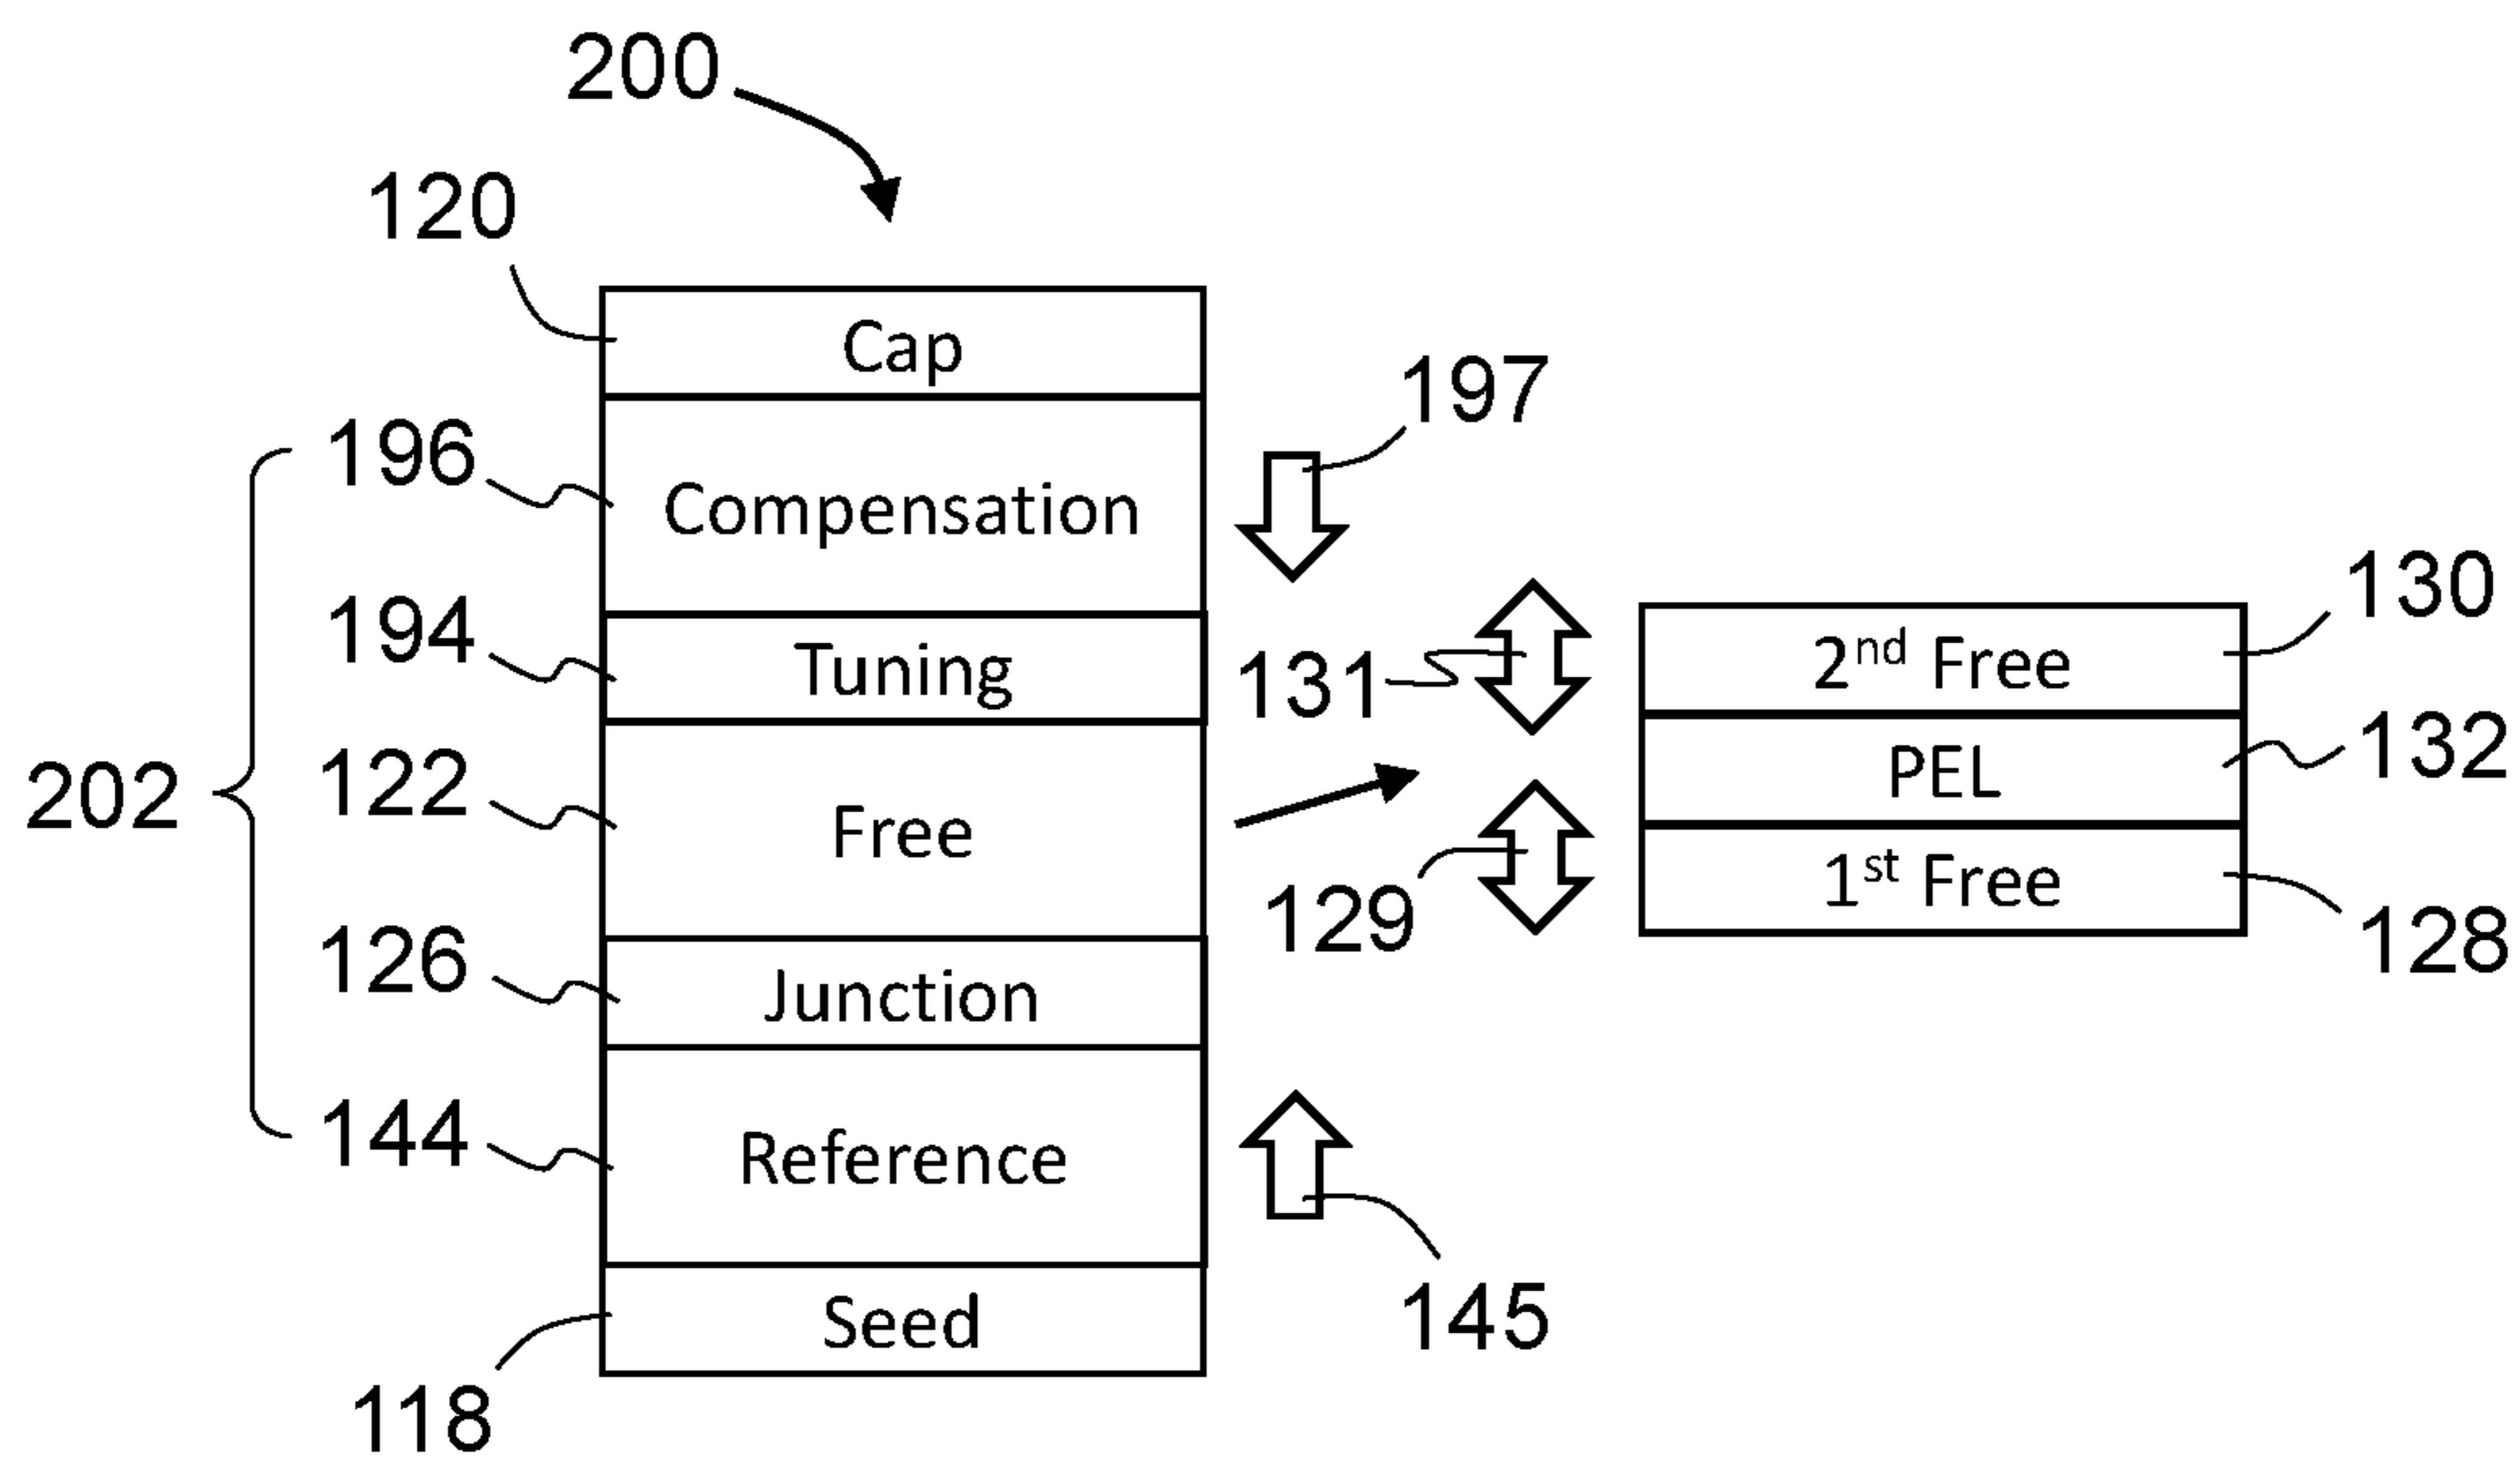 200
120
Cap
197
196
Compensation
130
194
Tuning
131
2nd Free
122
202
Free
PEL
132
129
1st Free
128
126
Junction
144
Reference
145
Seed
118